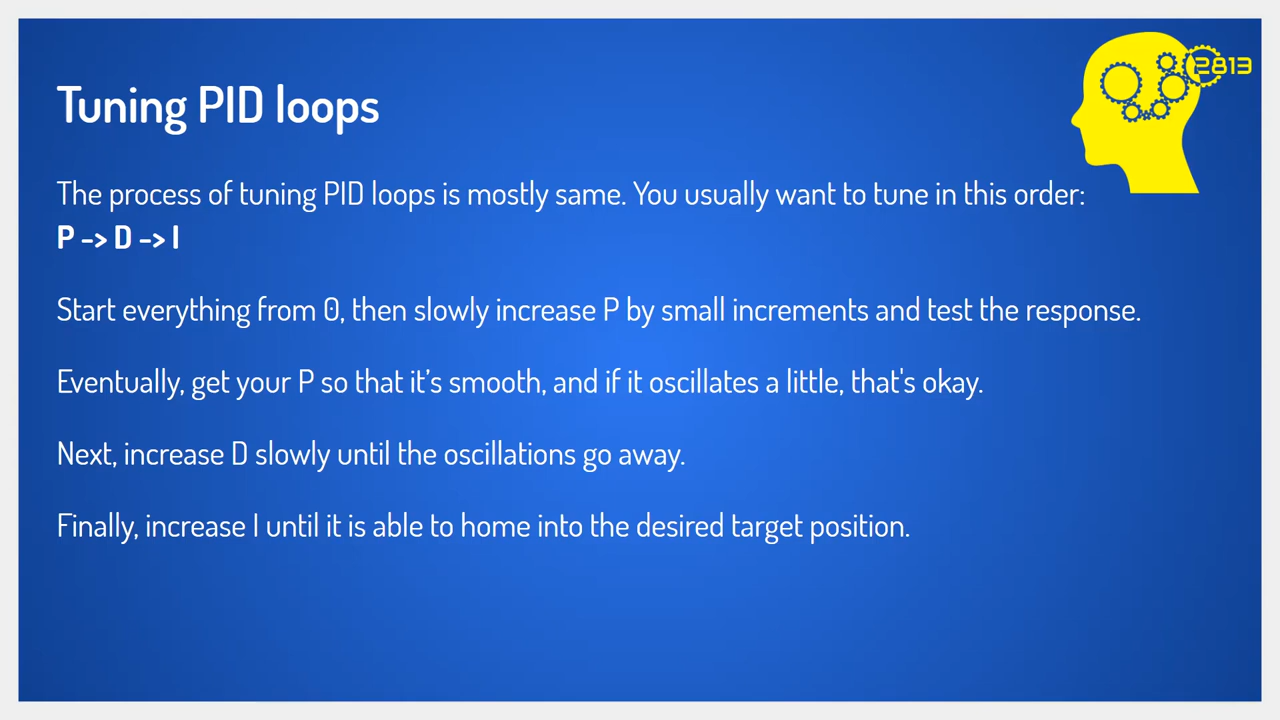 2813
Tuning PID loops
The process of tuning PID loops is mostly same. You usually want to tune in this order:
P -> D -> I
Start everything from 0, then slowly increase P by small increments and test the response.
Eventually, get your P so that it’s smooth, and if it oscillates a little, that's okay.
Next, increase D slowly until the oscillations go away.
Finally, increase I until it is able to home into the desired target position.